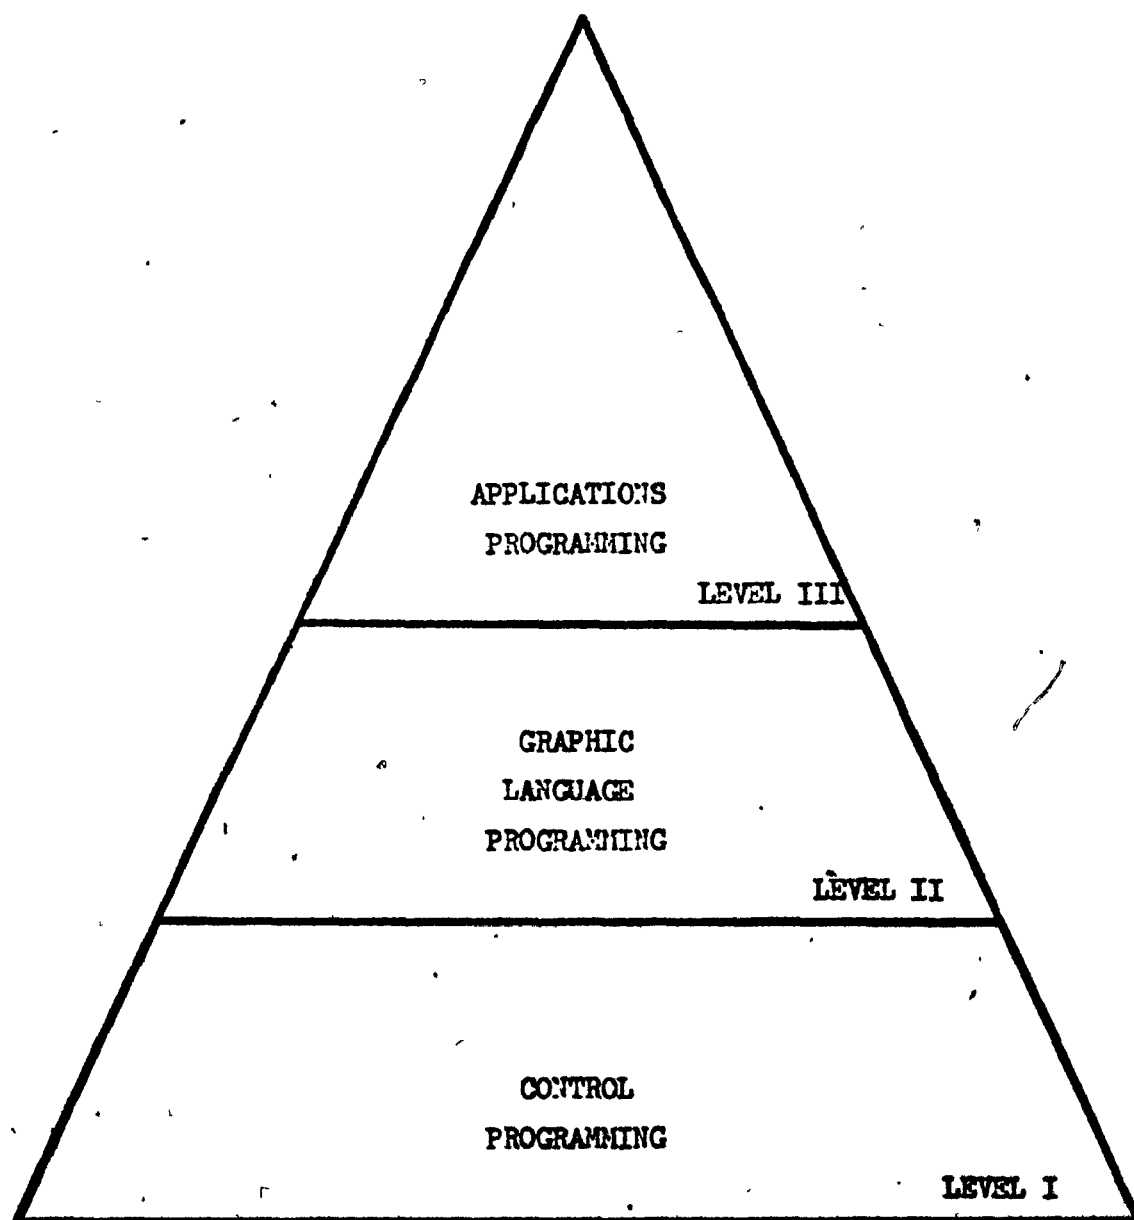 APPLICATIONS
PROGRAMMING
LEVEL III
GRAPHIC
LANGUAGE
PROGRAMMING
LEVEL II
CONTROL
PROGRAMMING
LEVEL I